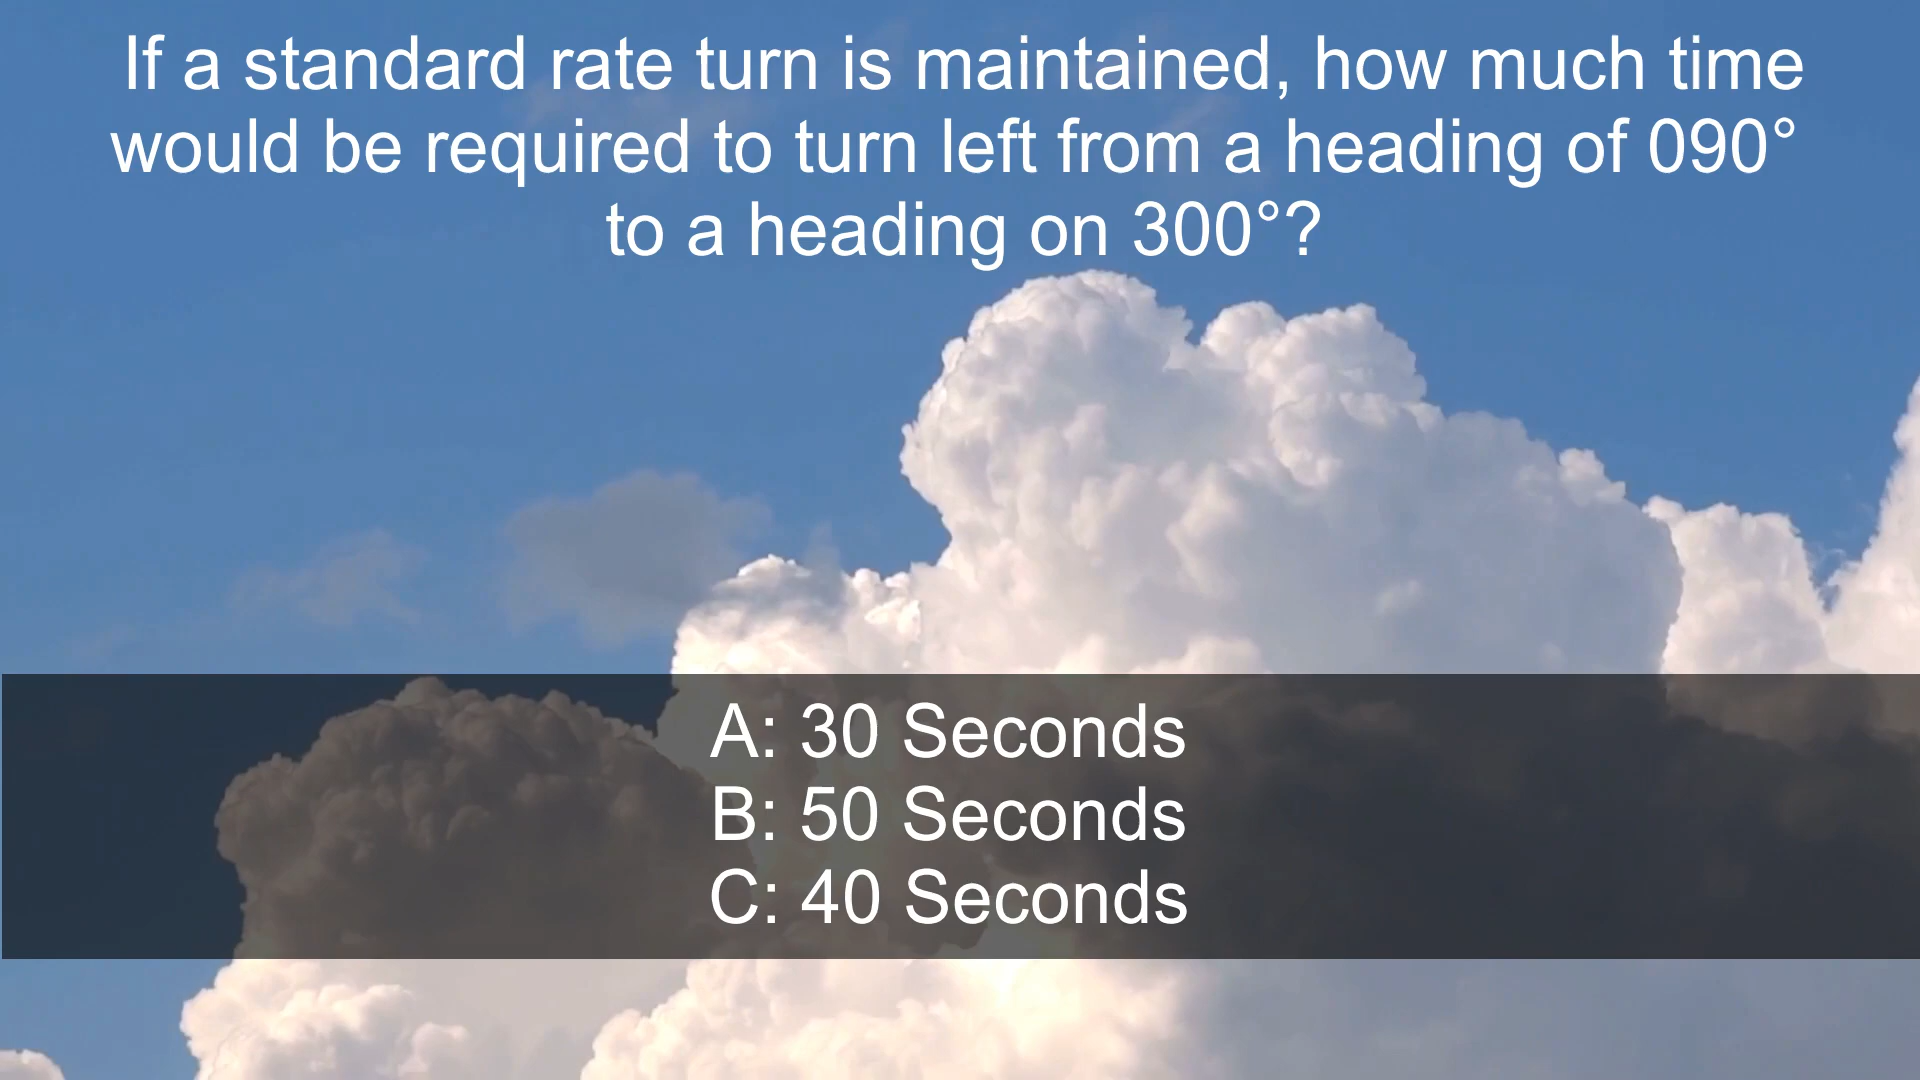 If a standard rate turn is maintained, how much time
would be required to turn left from a heading of 090°
to a heading on 300°?
A: 30 Seconds
B: 50 Seconds
C: 40 Seconds